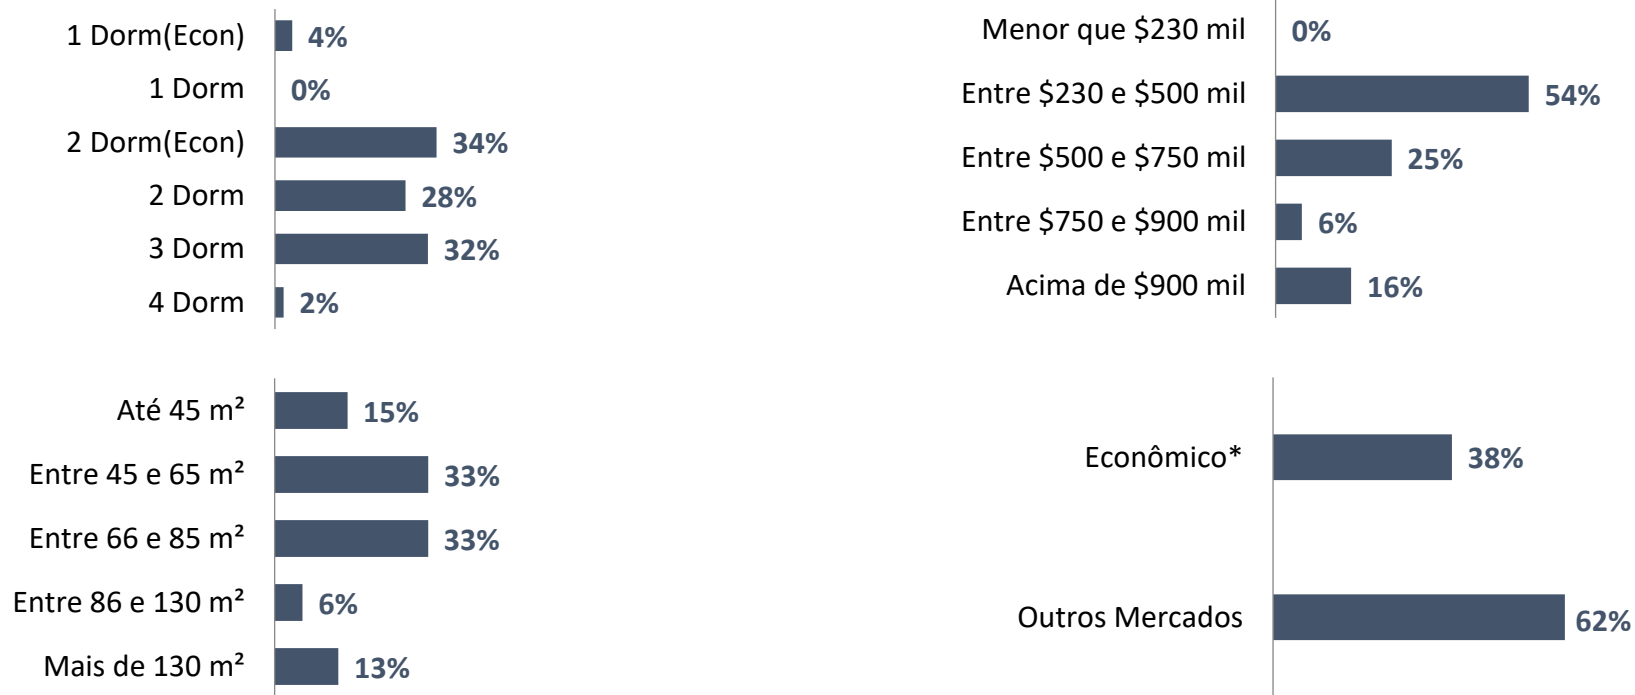 1 Dorm(Econ) 4%
1 Dorm 0%
2 Dorm(Econ) 34%
2 Dorm 28%
3 Dorm 32%
4 Dorm 2%
Menor que $230 mil 0%
Entre $230 e $500 mil 54%
Entre $500 e $750 mil 25%
Entre $750 e $900 mil 6%
Acima de $900 mil 16%
Até 45 m² 15%
Entre 45 e 65 m² 33%
Entre 66 e 85 m² 33%
Entre 86 e 130 m² 6%
Mais de 130 m² 13%
Econômico* 38%
Outros Mercados 62%